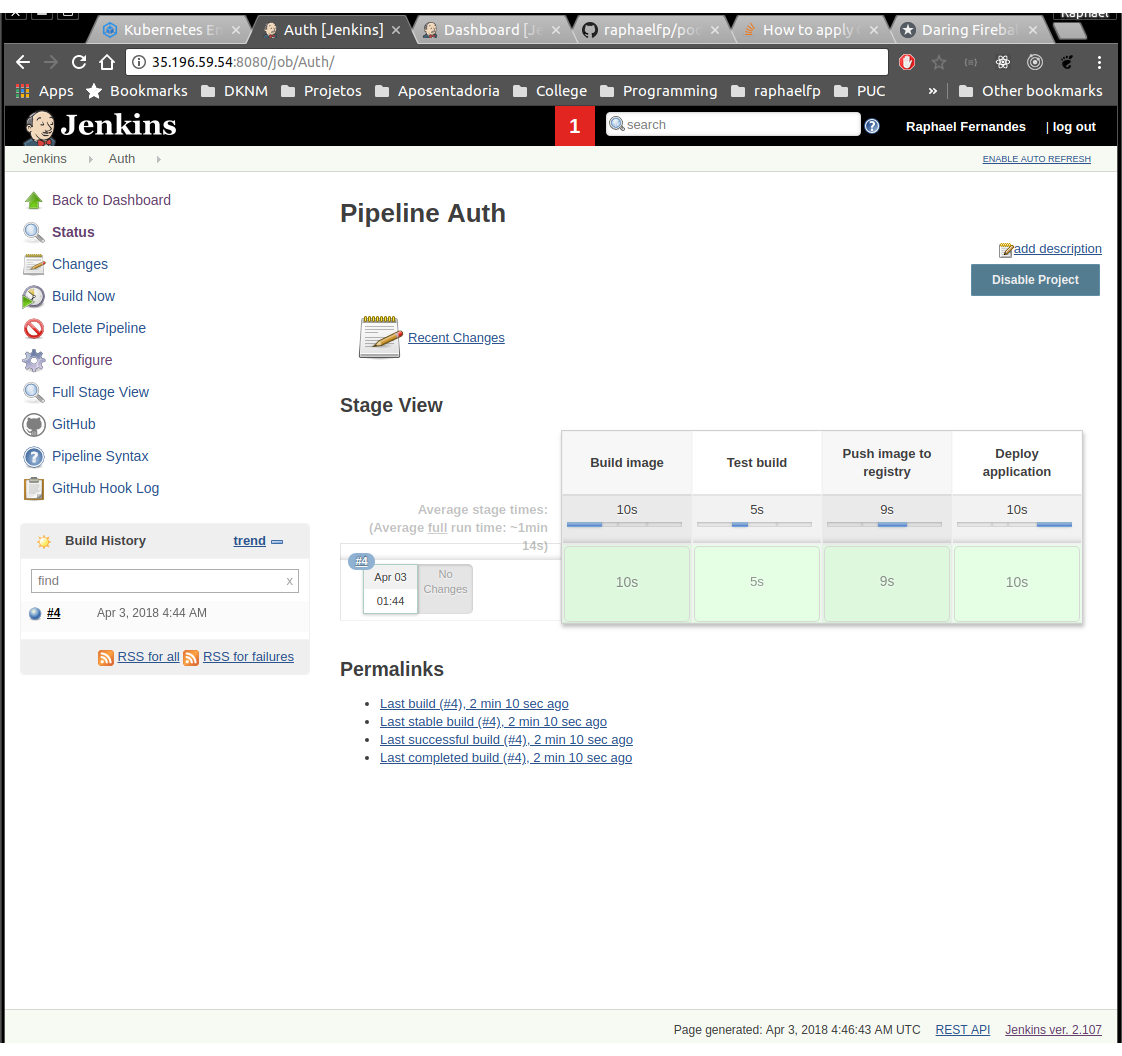 Raphael
Kubernetes En ×
Auth [Jenkins] ×
Dashboard [Je ×
raphaelfp/poc ×
How to apply ×
Daring Firebal ×
35.196.59.54:8080/job/Auth/
Apps Bookmarks DKNM Projetos Aposentadoria College Programming raphaelfp PUC » Other bookmarks
Jenkins 1 search Raphael Fernandes | log out
Jenkins Auth ENABLE AUTO REFRESH
Back to Dashboard
Status
Changes
Build Now
Delete Pipeline
Configure
Full Stage View
GitHub
Pipeline Syntax
GitHub Hook Log
Build History trend
find x
#4 Apr 3, 2018 4:44 AM
RSS for all RSS for failures
Pipeline Auth
add description
Disable Project
Recent Changes
Stage View
Build image
Test build
Push image to
registry
Deploy
application
Average stage times:
(Average full run time: ~1min
14s)
10s 5s 9s 10s
#4
Apr 03
01:44
No
Changes
10s 5s 9s 10s
Permalinks
Last build (#4), 2 min 10 sec ago
Last stable build (#4), 2 min 10 sec ago
Last successful build (#4), 2 min 10 sec ago
Last completed build (#4), 2 min 10 sec ago
Page generated: Apr 3, 2018 4:46:43 AM UTC REST API Jenkins ver. 2.107